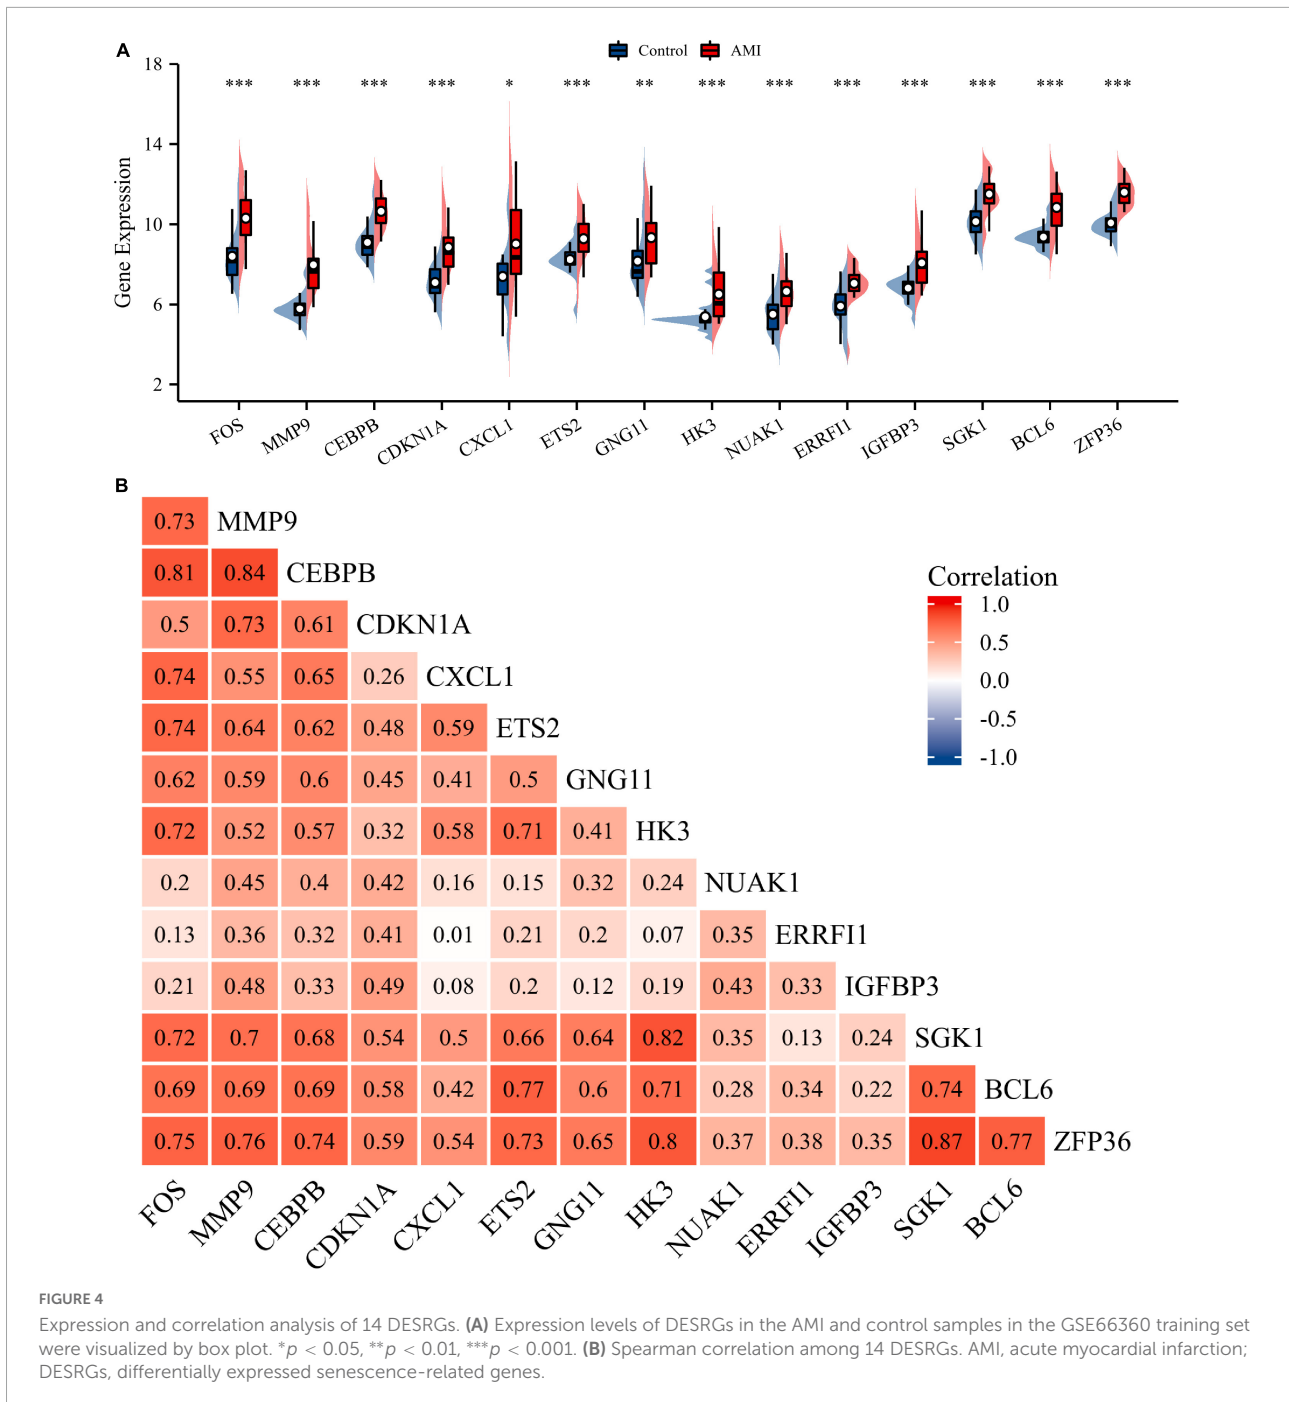 A
Control AMI
18
14
10
6
2
Gene Expression
*** *** *** *** * *** ** *** *** *** *** *** *** ***
FOS MMP9 CEBPB CDKN1A CXCL1 ETS2 GNG11 HK3 NUAK1 ERRFI1 IGFBP3 SGK1 BCL6 ZFP36
B
0.73 MMP9
0.81 0.84 CEBPB
0.5 0.73 0.61 CDKN1A
0.74 0.55 0.65 0.26 CXCL1
0.74 0.64 0.62 0.48 0.59 ETS2
0.62 0.59 0.6 0.45 0.41 0.5 GNG11
0.72 0.52 0.57 0.32 0.58 0.71 0.41 HK3
0.2 0.45 0.4 0.42 0.16 0.15 0.32 0.24 NUAK1
0.13 0.36 0.32 0.41 0.01 0.21 0.2 0.07 0.35 ERRFI1
0.21 0.48 0.33 0.49 0.08 0.2 0.12 0.19 0.43 0.33 IGFBP3
0.72 0.7 0.68 0.54 0.5 0.66 0.64 0.82 0.35 0.13 0.24 SGK1
0.69 0.69 0.69 0.58 0.42 0.77 0.6 0.71 0.28 0.34 0.22 0.74 BCL6
0.75 0.76 0.74 0.59 0.54 0.73 0.65 0.8 0.37 0.38 0.35 0.87 0.77 ZFP36
FOS MMP9 CEBPB CDKN1A CXCL1 ETS2 GNG11 HK3 NUAK1 ERRFI1 IGFBP3 SGK1 BCL6
Correlation
1.0
0.5
0.0
-0.5
-1.0
FIGURE 4
Expression and correlation analysis of 14 DESRGs. (A) Expression levels of DESRGs in the AMI and control samples in the GSE66360 training set
were visualized by box plot. *p < 0.05, **p < 0.01, ***p < 0.001. (B) Spearman correlation among 14 DESRGs. AMI, acute myocardial infarction;
DESRGs, differentially expressed senescence-related genes.